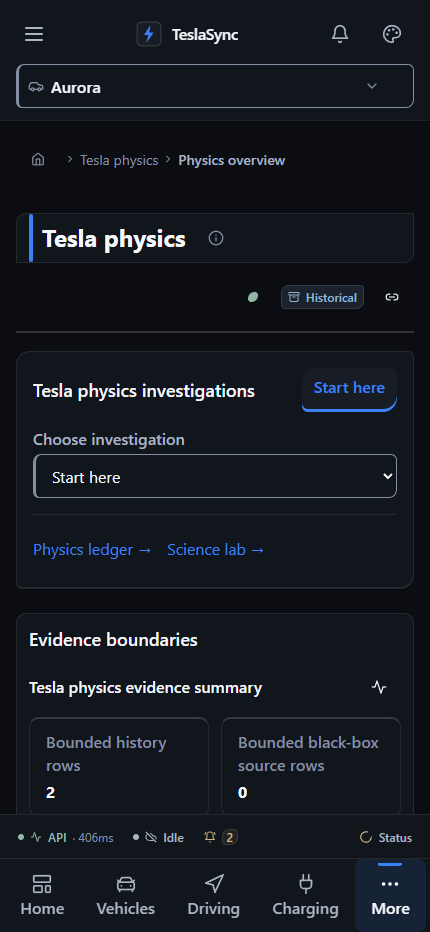 TeslaSync
Aurora
Tesla physics
Physics overview
Tesla physics
Historical
Tesla physics investigations
Start here
Choose investigation
Start here
Physics ledger →
Science lab →
Evidence boundaries
Tesla physics evidence summary
Bounded history
rows
2
Bounded black-box
source rows
0
API · 406ms
Idle
2
Status
Home
Vehicles
Driving
Charging
More